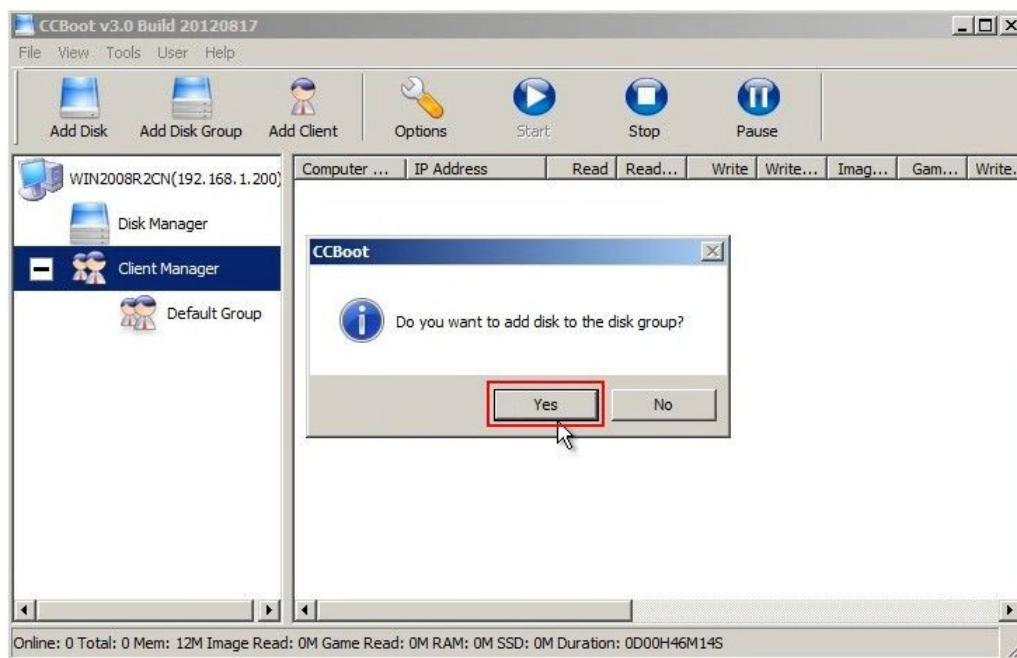 CCBoot v3.0 Build 20120817
File View Tools User Help
Add Disk Add Disk Group Add Client Options Start Stop Pause
WIN2008R2CN(192.168.1.200)
Disk Manager
Client Manager
Default Group
Computer ... IP Address Read Read... Write Write... Imag... Gam... Write.
CCBoot
Do you want to add disk to the disk group?
Yes No
Online: 0 Total: 0 Mem: 12M Image Read: 0M Game Read: 0M RAM: 0M SSD: 0M Duration: 0D00H46M14S